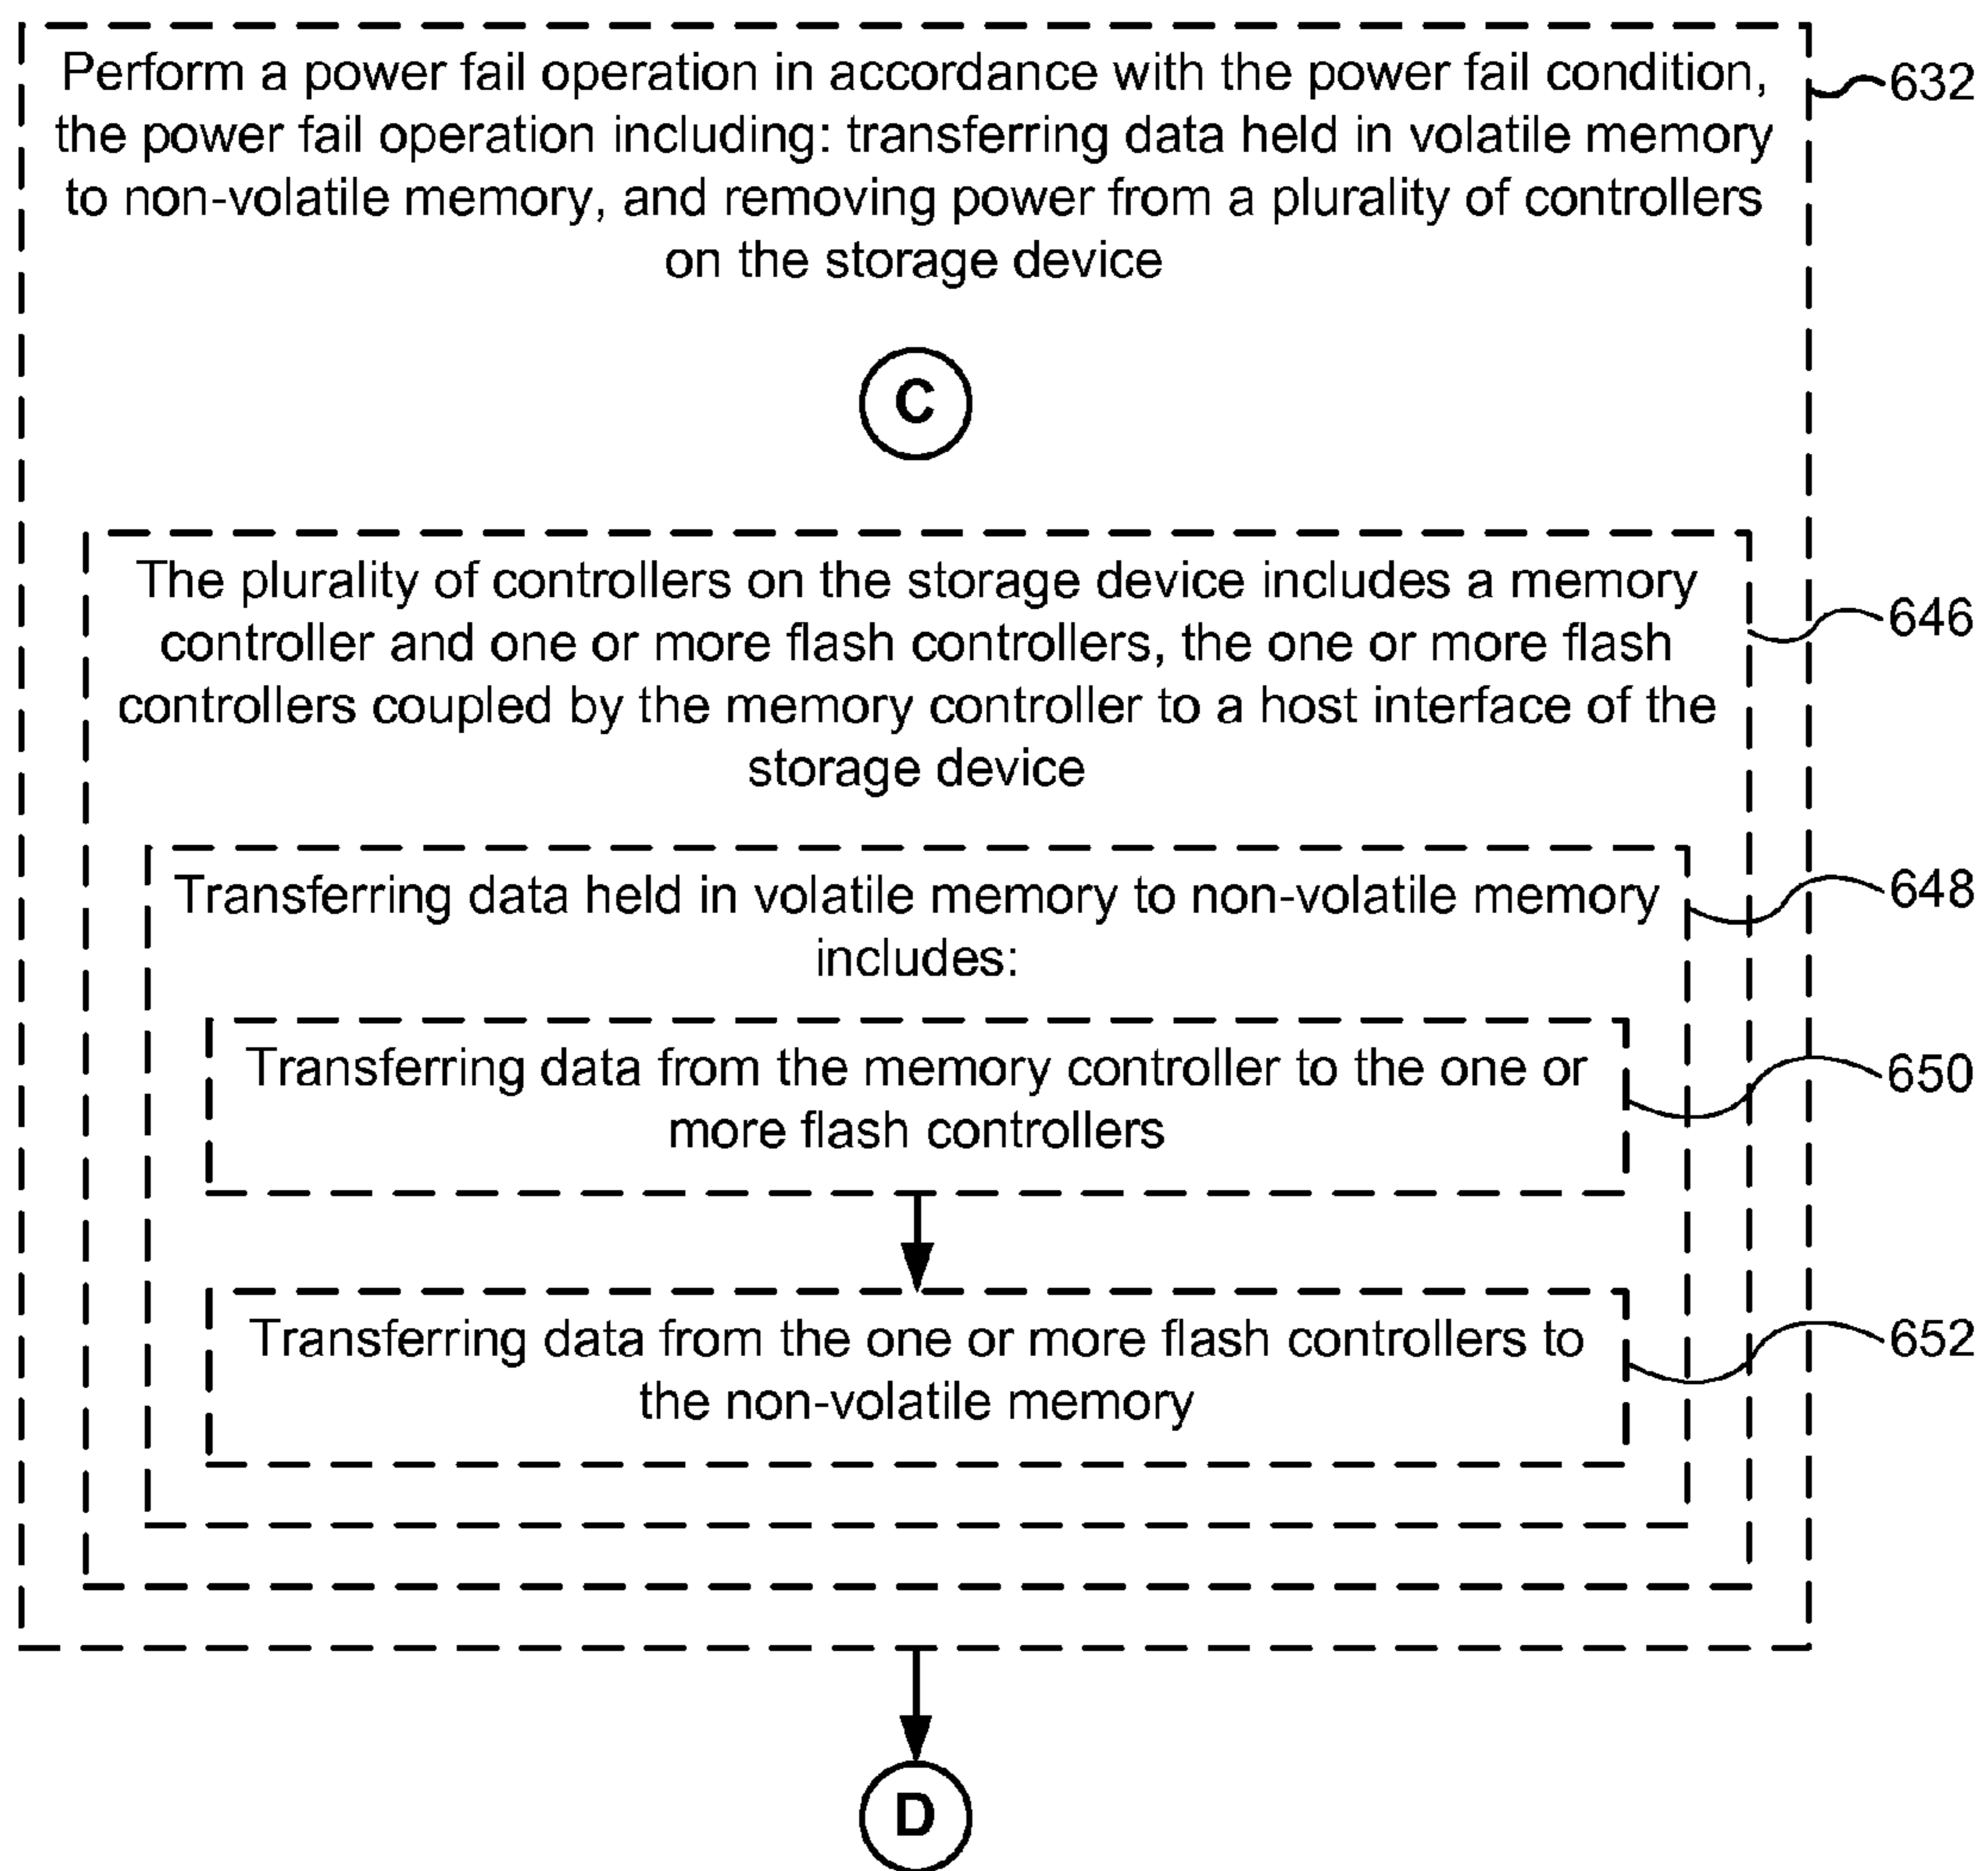 Perform a power fail operation in accordance with the power fail condition,
the power fail operation including: transferring data held in volatile memory
to non-volatile memory, and removing power from a plurality of controllers
on the storage device
632
C
The plurality of controllers on the storage device includes a memory
controller and one or more flash controllers, the one or more flash
controllers coupled by the memory controller to a host interface of the
storage device
646
Transferring data held in volatile memory to non-volatile memory
includes:
648
Transferring data from the memory controller to the one or
more flash controllers
650
Transferring data from the one or more flash controllers to
the non-volatile memory
652
D